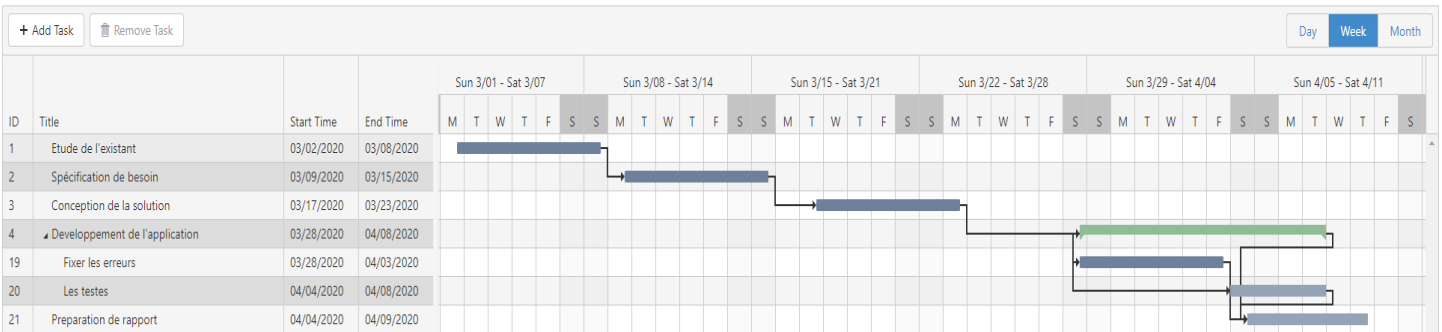 + Add Task Remove Task Day Week Month
Sun 3/01 - Sat 3/07 Sun 3/08 - Sat 3/14 Sun 3/15 - Sat 3/21 Sun 3/22 - Sat 3/28 Sun 3/29 - Sat 4/04 Sun 4/05 - Sat 4/11
ID Title Start Time End Time M T W T F S S M T W T F S S M T W T F S S M T W T F S S M T W T F S S M T W T F S
1 Etude de l'existant 03/02/2020 03/08/2020
2 Spécification de besoin 03/09/2020 03/15/2020
3 Conception de la solution 03/17/2020 03/23/2020
4 Developpement de l'application 03/28/2020 04/08/2020
19 Fixer les erreurs 03/28/2020 04/03/2020
20 Les testes 04/04/2020 04/08/2020
21 Preparation de rapport 04/04/2020 04/09/2020